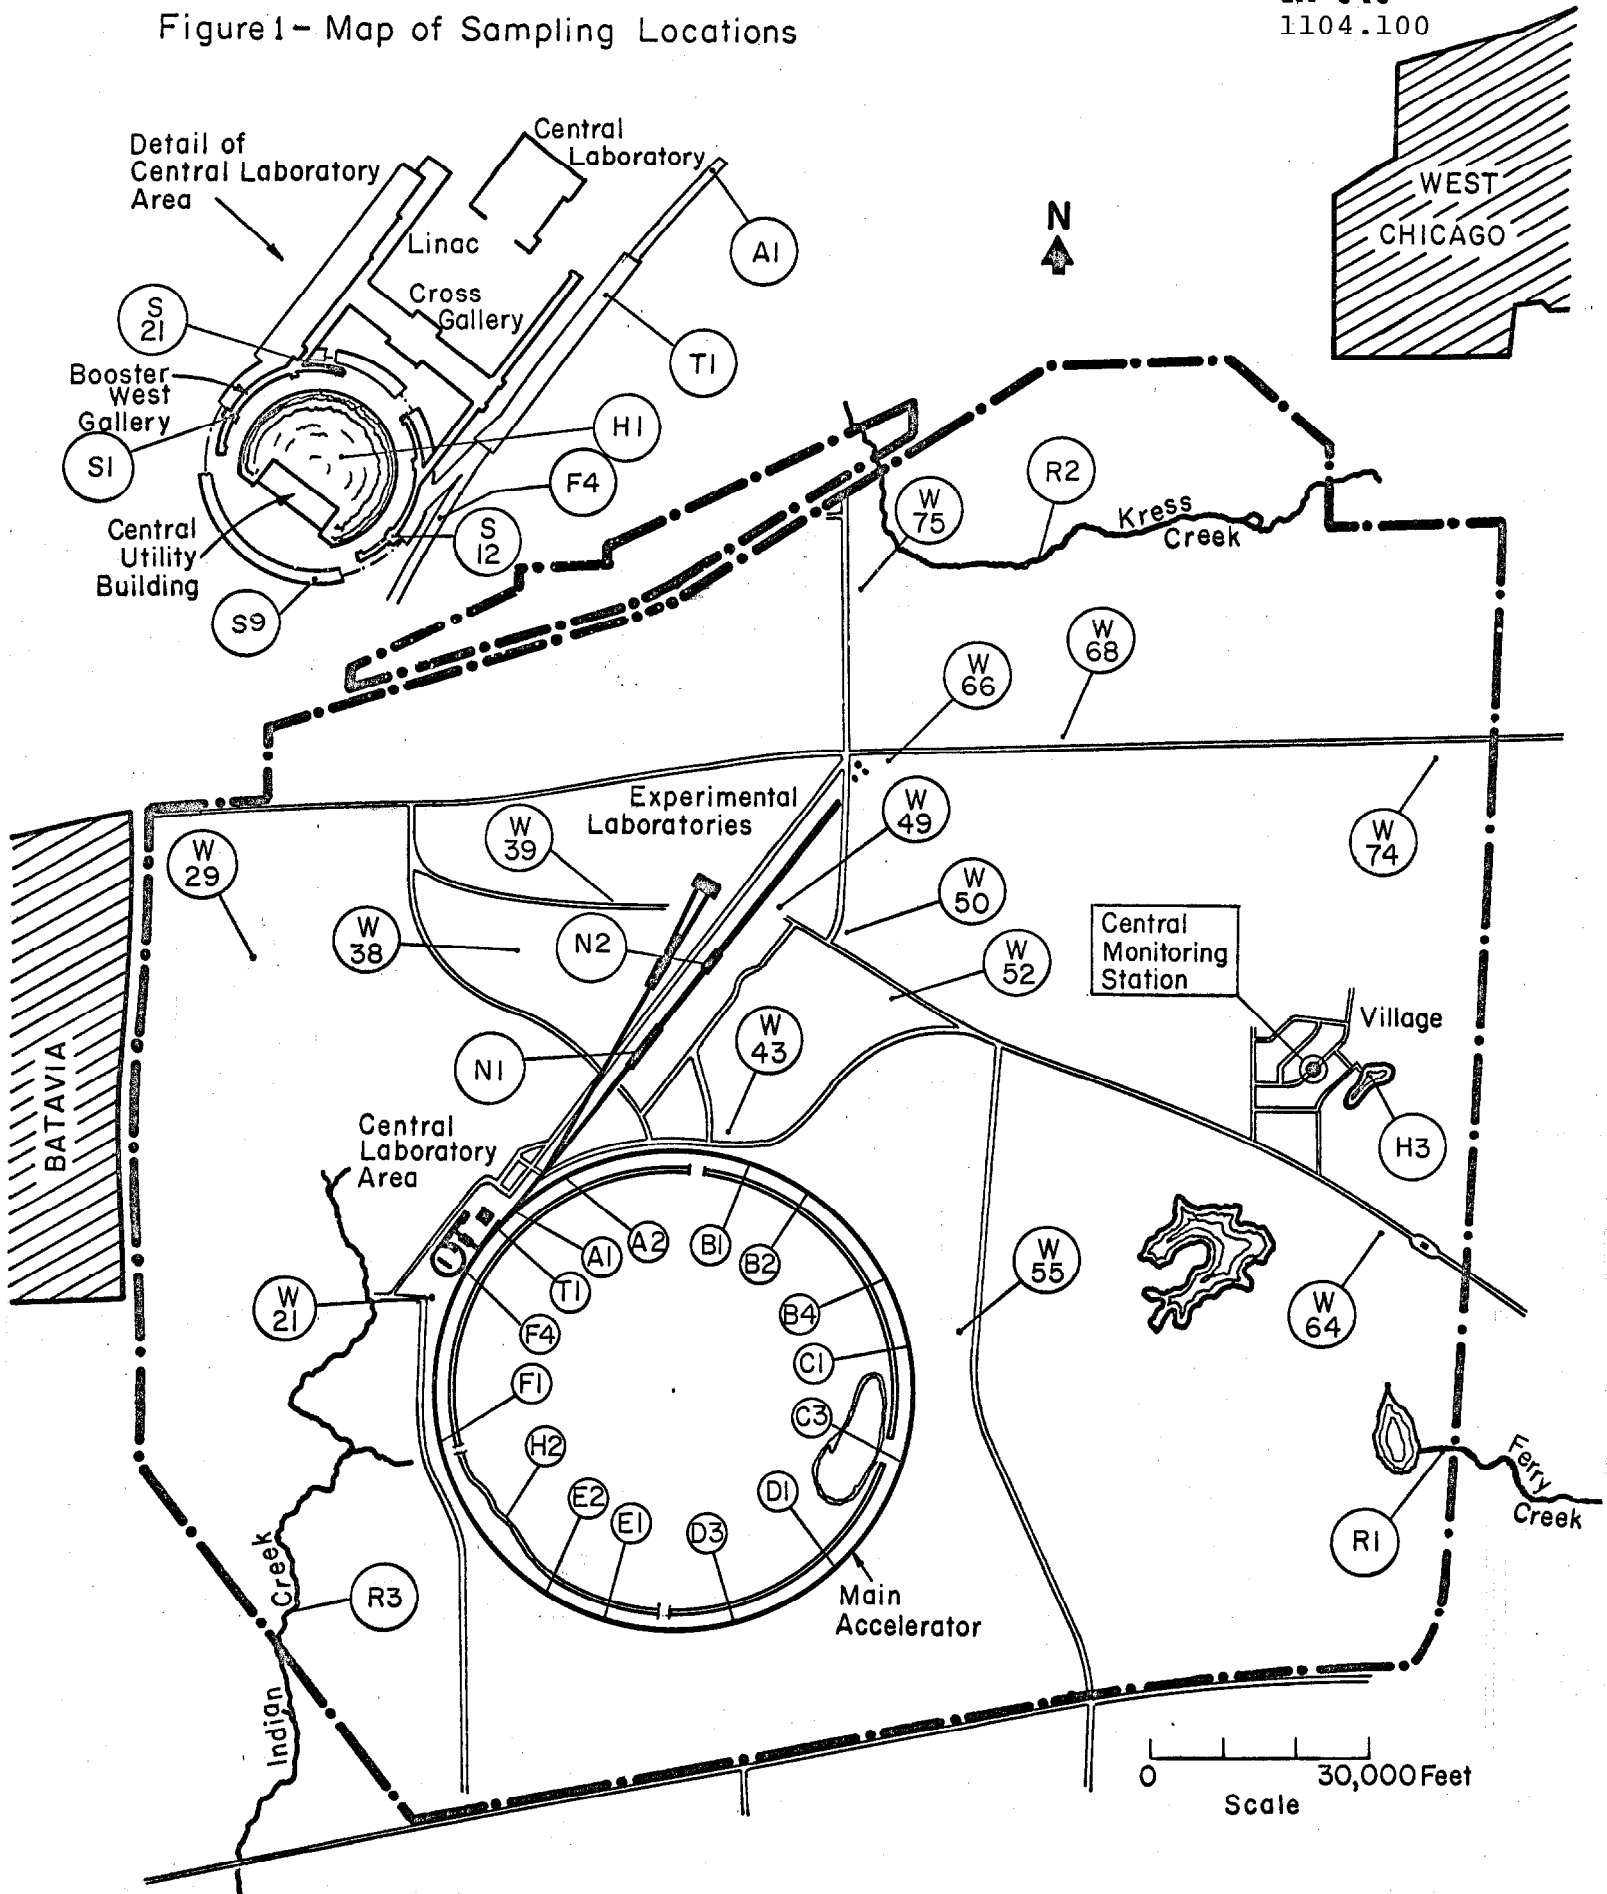 1104.100
Figure 1- Map of Sampling Locations
Detail of
Central Laboratory
Area
Central
Laboratory
Linac
Cross
Gallery
A1
T1
S
21
Booster
West
Gallery
S1
H1
F4
S
12
Central
Utility
Building
S9
N
WEST
CHICAGO
W
75
R2
Kress
Creek
W
68
W
66
Experimental
Laboratories
W
49
W
39
W
29
W
74
W
38
N2
W
50
W
52
Central
Monitoring
Station
Village
W
43
N1
BATAVIA
Central
Laboratory
Area
H3
A2
A1
B1
B2
T1
W
55
W
21
F4
B4
W
64
C1
F1
C3
H2
D1
E2
E1
D3
Ferry
Creek
R1
Main
Accelerator
R3
Indian Creek
0 30,000 Feet
Scale